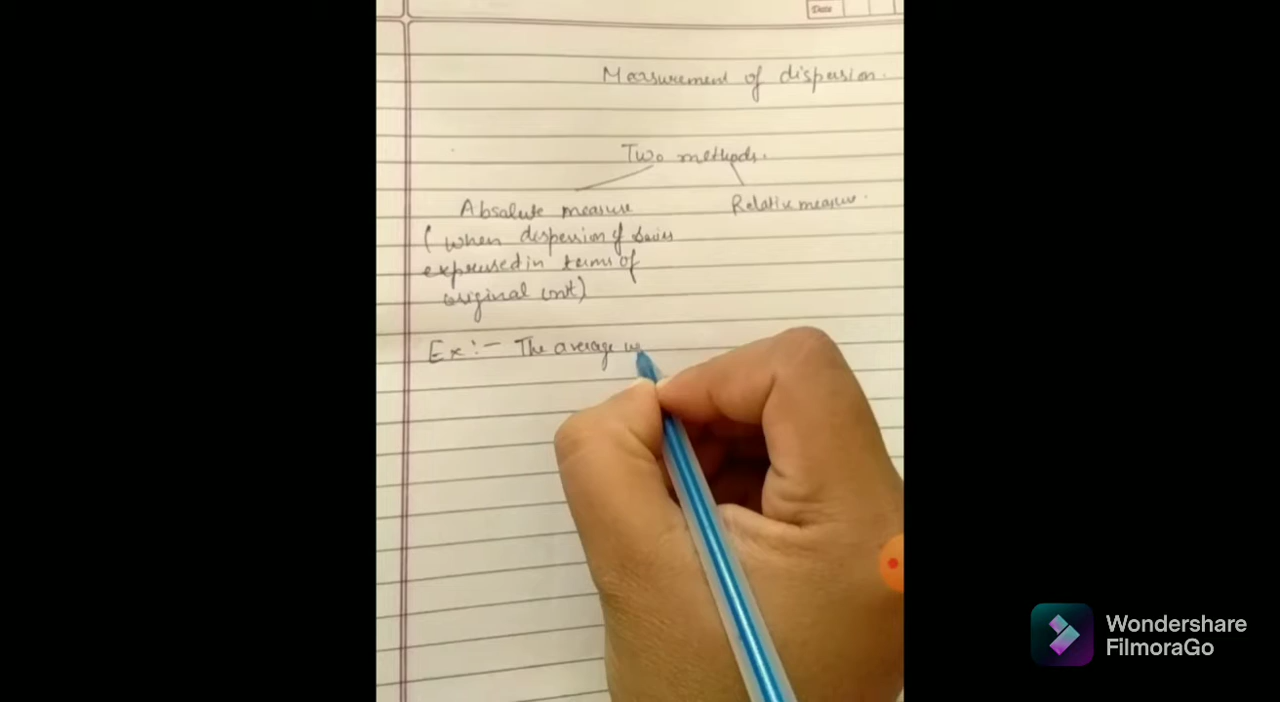 Date
Measurement of dispersion.
Two methods.
Absolute measure
Relative measure.
( when dispersion of series
expressed in terms of
original unit)
Ex:- The average w
Wondershare
FilmoraGo